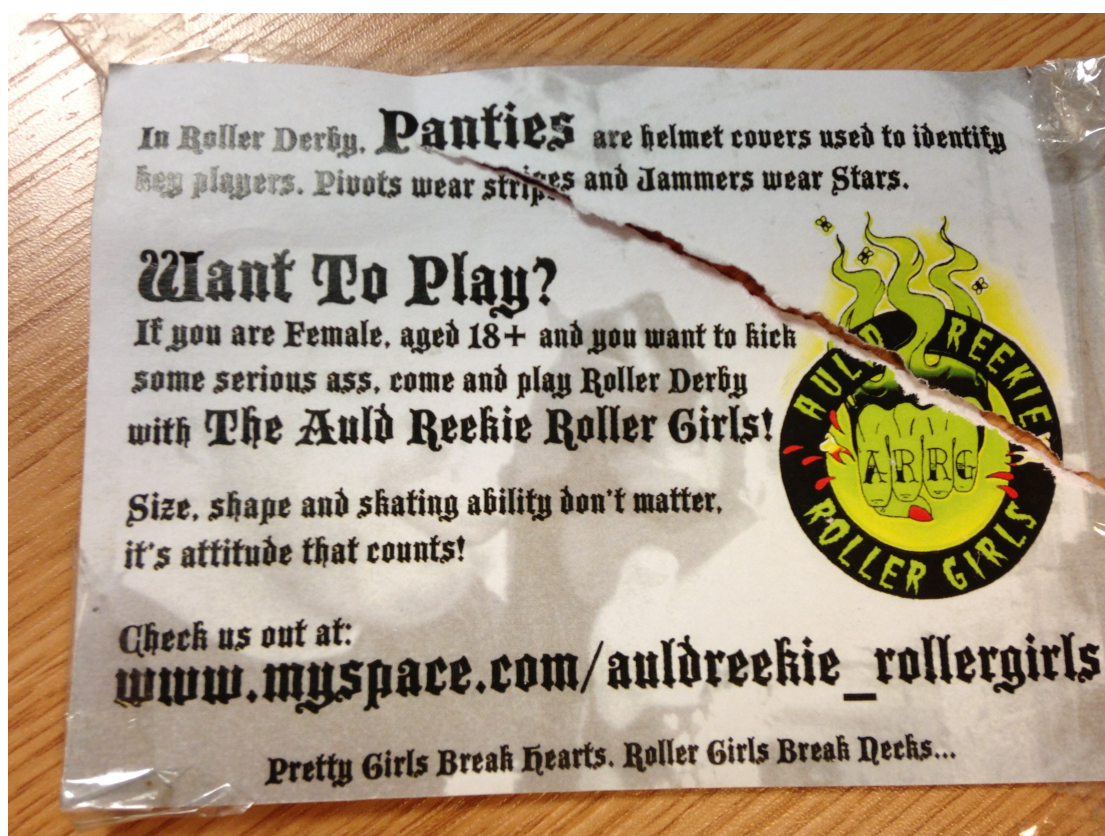 In Roller Derby, Panties are helmet covers used to identify
key players. Pivots wear stripes and Jammers wear Stars.
Want To Play?
If you are Female, aged 18+ and you want to kick
some serious ass, come and play Roller Derby
with The Auld Reekie Roller Girls!
Size, shape and skating ability don't matter,
it's attitude that counts!
AULD REEKIE
ARRG
ROLLER GIRLS
Check us out at:
www.myspace.com/auldreekie_rollergirls
Pretty Girls Break Hearts. Roller Girls Break Necks...